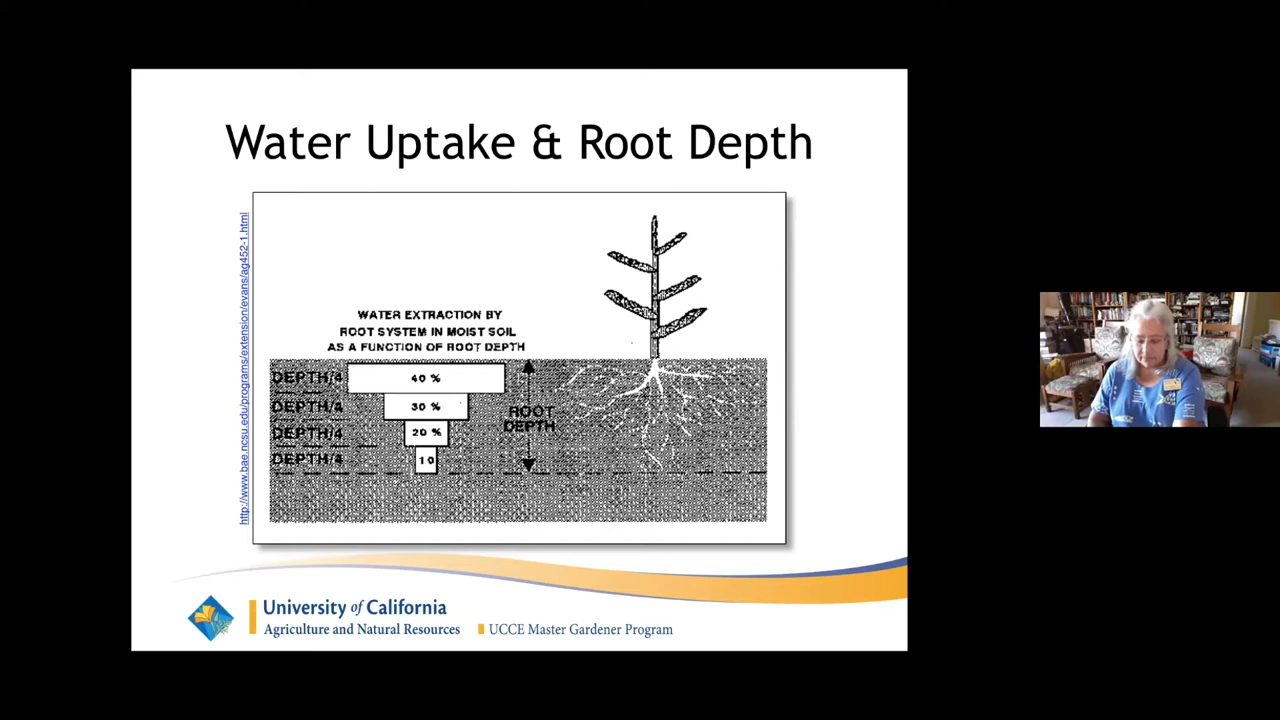 Water Uptake & Root Depth
http://www.bae.ncsu.edu/programs/extension/evans/ag452-1.html
WATER EXTRACTION BY
ROOT SYSTEM IN MOIST SOIL
AS A FUNCTION OF ROOT DEPTH
DEPTH/4 40 %
DEPTH/4 30 %
DEPTH/4 20 %
DEPTH/4 10
ROOT
DEPTH
University of California
Agriculture and Natural Resources
UCCE Master Gardener Program